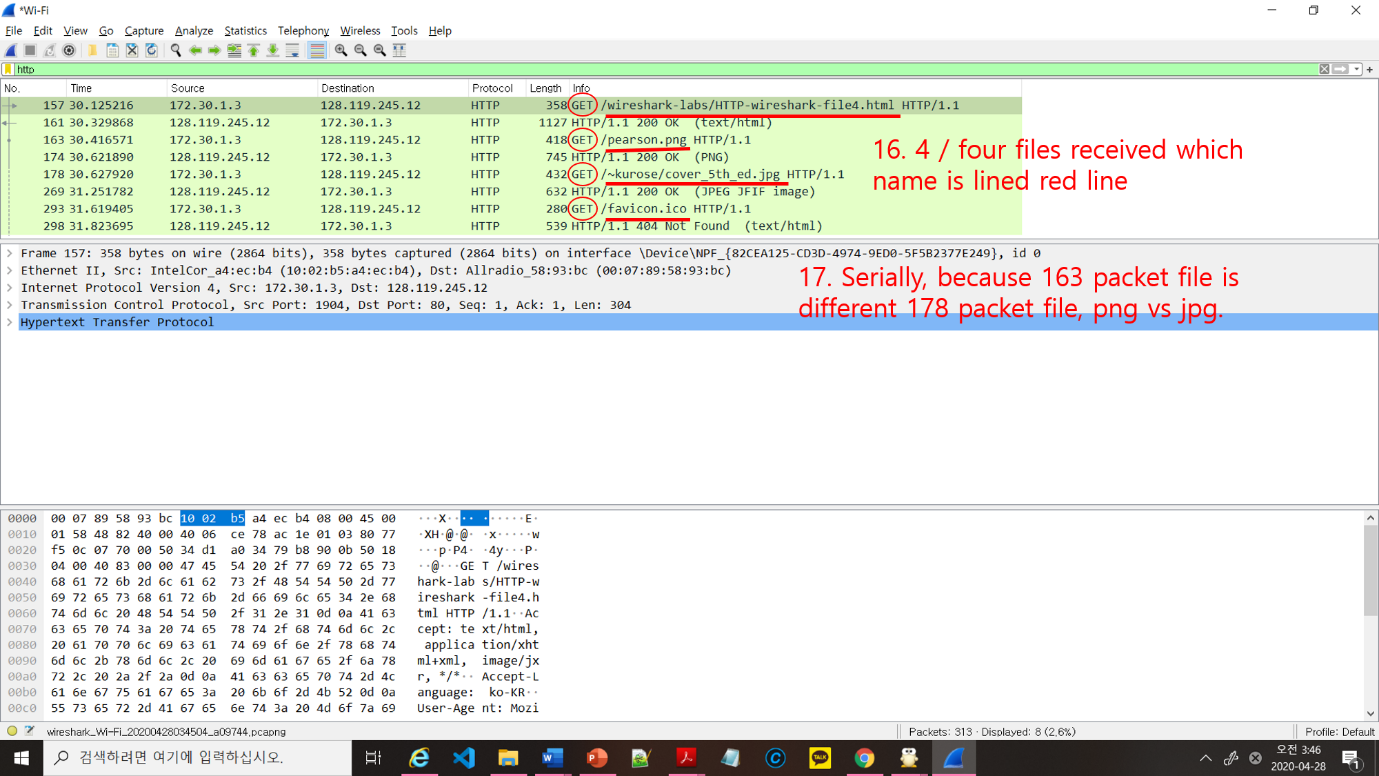 *Wi-Fi
File Edit View Go Capture Analyze Statistics Telephony Wireless Tools Help
http
No. Time Source Destination Protocol Length Info
157 30.125216 172.30.1.3 128.119.245.12 HTTP 358 GET /wireshark-labs/HTTP-wireshark-file4.html HTTP/1.1
161 30.329868 128.119.245.12 172.30.1.3 HTTP 1127 HTTP/1.1 200 OK (text/html)
163 30.416571 172.30.1.3 128.119.245.12 HTTP 418 GET /pearson.png HTTP/1.1
174 30.621890 128.119.245.12 172.30.1.3 HTTP 745 HTTP/1.1 200 OK (PNG)
178 30.627920 172.30.1.3 128.119.245.12 HTTP 432 GET /~kurose/cover_5th_ed.jpg HTTP/1.1
269 31.251782 128.119.245.12 172.30.1.3 HTTP 632 HTTP/1.1 200 OK (JPEG JFIF image)
293 31.619405 172.30.1.3 128.119.245.12 HTTP 280 GET /favicon.ico HTTP/1.1
298 31.823695 128.119.245.12 172.30.1.3 HTTP 539 HTTP/1.1 404 Not Found (text/html)
16. 4 / four files received which
name is lined red line
Frame 157: 358 bytes on wire (2864 bits), 358 bytes captured (2864 bits) on interface \Device\NPF_{82CEA125-CD3D-4974-9ED0-5F5B2377E249}, id 0
Ethernet II, Src: IntelCor_a4:ec:b4 (10:02:b5:a4:ec:b4), Dst: Allradio_58:93:bc (00:07:89:58:93:bc)
Internet Protocol Version 4, Src: 172.30.1.3, Dst: 128.119.245.12
Transmission Control Protocol, Src Port: 1904, Dst Port: 80, Seq: 1, Ack: 1, Len: 304
Hypertext Transfer Protocol
17. Serially, because 163 packet file is
different 178 packet file, png vs jpg.
0000 00 07 89 58 93 bc 10 02 b5 a4 ec b4 08 00 45 00 ···X·· ·· ·····E·
0010 01 58 48 82 40 00 40 06 ce 78 ac 1e 01 03 80 77 ·XH·@·@· ·x·····w
0020 f5 0c 07 70 00 50 34 d1 a0 34 79 b8 90 0b 50 18 ···p·P4· ·4y···P·
0030 04 00 40 83 00 00 47 45 54 20 2f 77 69 72 65 73 ··@···GE T /wires
0040 68 61 72 6b 2d 6c 61 62 73 2f 48 54 54 50 2d 77 hark-lab s/HTTP-w
0050 69 72 65 73 68 61 72 6b 2d 66 69 6c 65 34 2e 68 ireshark -file4.h
0060 74 6d 6c 20 48 54 54 50 2f 31 2e 31 0d 0a 41 63 tml HTTP /1.1··Ac
0070 63 65 70 74 3a 20 74 65 78 74 2f 68 74 6d 6c 2c cept: te xt/html,
0080 20 61 70 70 6c 69 63 61 74 69 6f 6e 2f 78 68 74 applica tion/xht
0090 6d 6c 2b 78 6d 6c 2c 20 69 6d 61 67 65 2f 6a 78 ml+xml, image/jx
00a0 72 2c 20 2a 2f 2a 0d 0a 41 63 63 65 70 74 2d 4c r, */*·· Accept-L
00b0 61 6e 67 75 61 67 65 3a 20 6b 6f 2d 4b 52 0d 0a anguage: ko-KR··
00c0 55 73 65 72 2d 41 67 65 6e 74 3a 20 4d 6f 7a 69 User-Age nt: Mozi
wireshark_Wi-Fi_20200428034504_a09744.pcapng Packets: 313 · Displayed: 8 (2,6%) Profile: Default
검색하려면 여기에 입력하십시오.
TALK
오전 3:46
2020-04-28
1